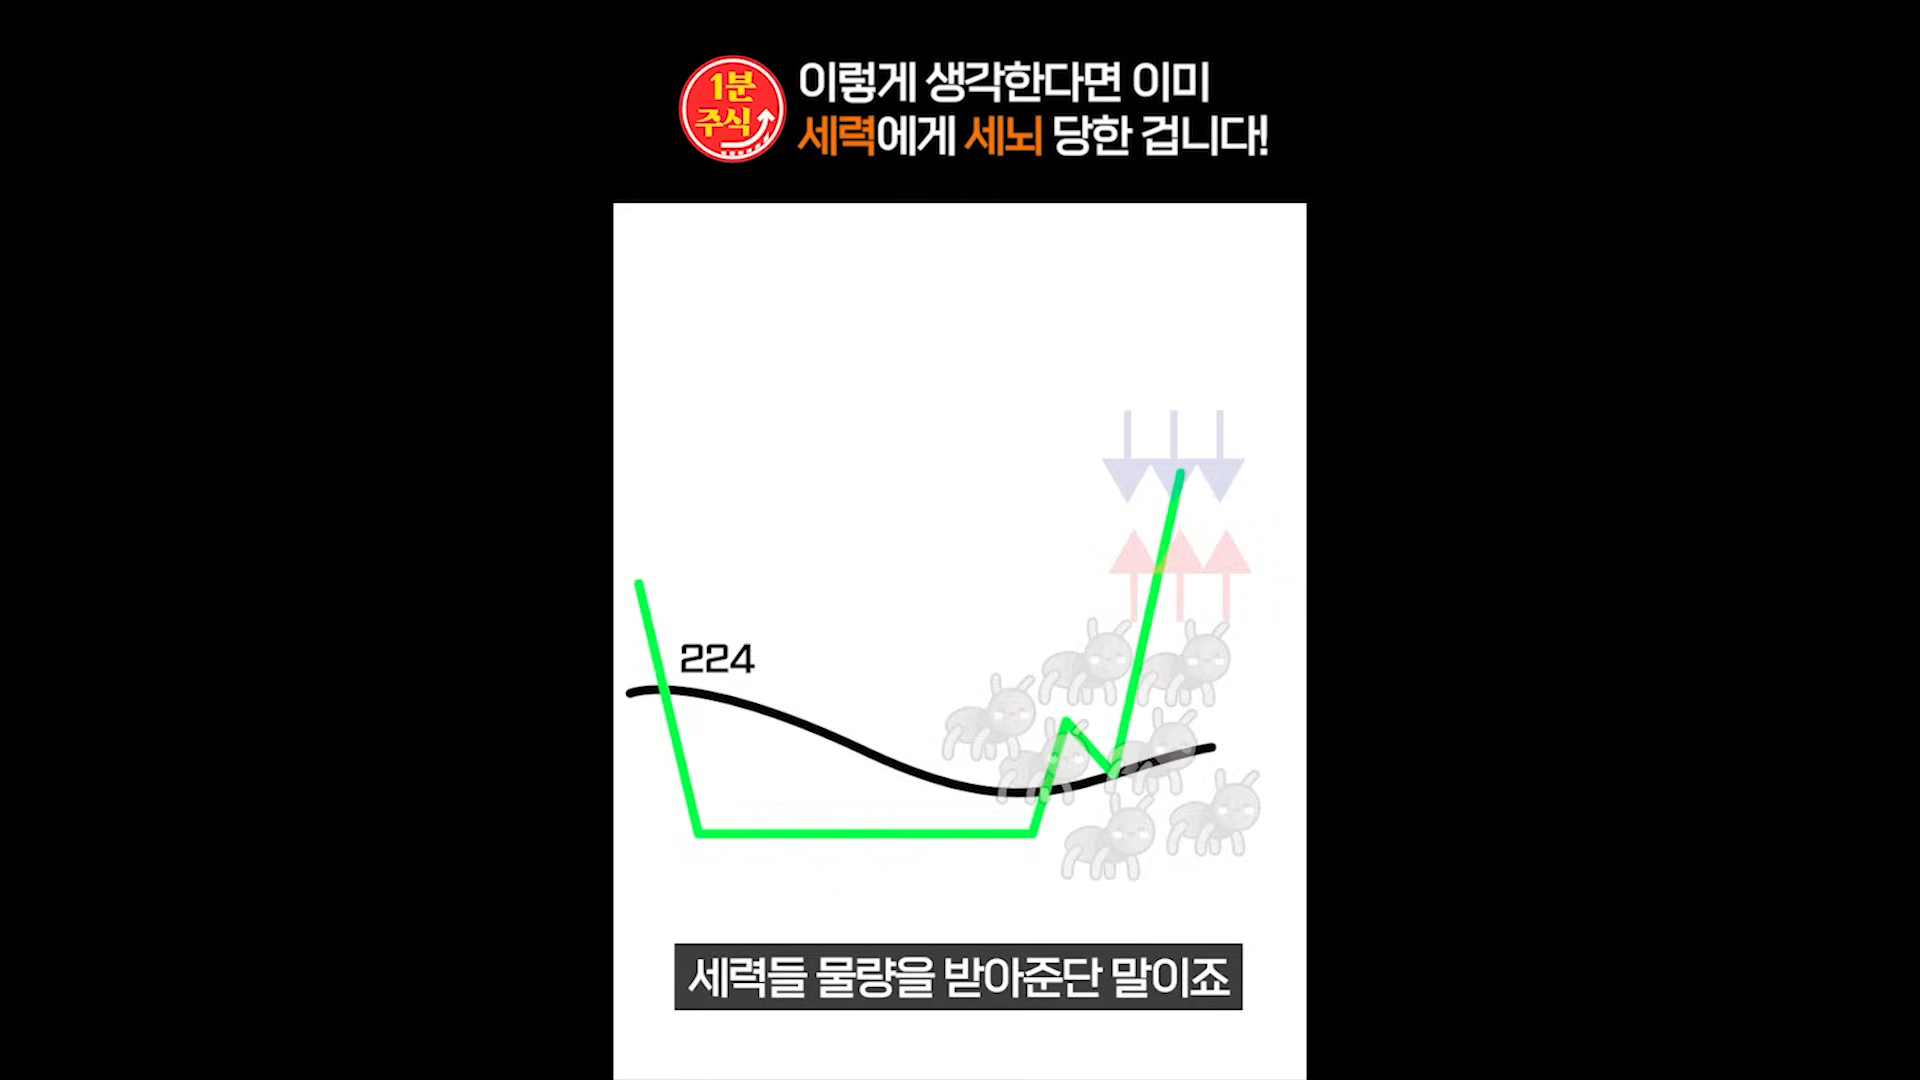 1분
주식
이렇게 생각한다면 이미
세력에게 세뇌 당한 겁니다!
224
세력들 물량을 받아준단 말이죠